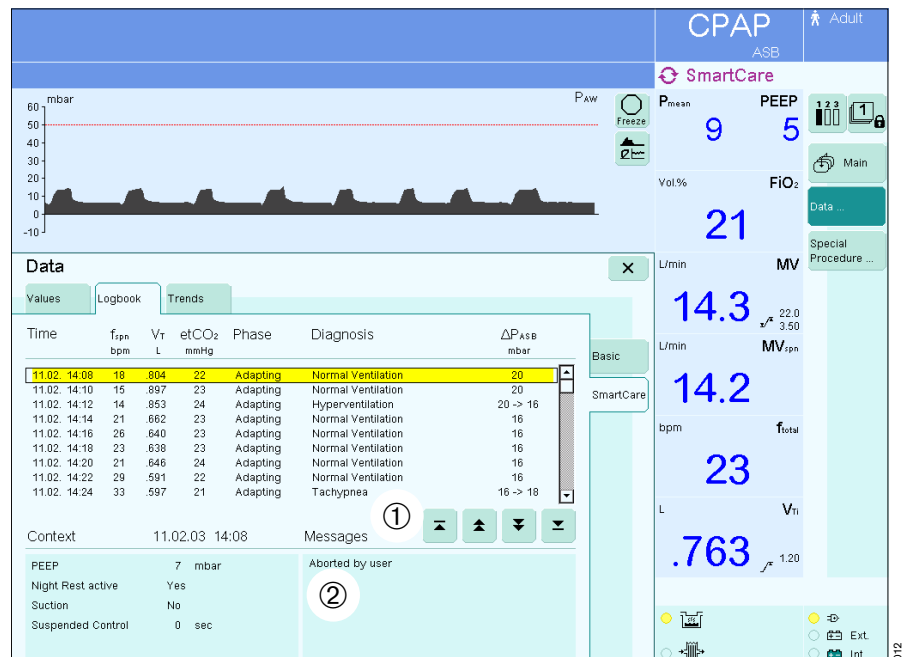 CPAP
ASB
Adult
SmartCare
60 mbar
PAW
50
40
30
20
10
0
-10
Freeze
Pmean PEEP
9 5
1 2 3
1
Main
Vol.% FiO₂
21
Data ...
Special
Procedure ...
L/min MV
14.3 22.0
3.50
L/min MVspn
14.2
bpm ftotal
23
L VTi
.763 1.20
Data
Values Logbook Trends
Time fspn VT etCO₂ Phase Diagnosis ΔPASB
bpm L mmHg mbar
Basic
SmartCare
11.02. 14:08 18 .804 22 Adapting Normal Ventilation 20
11.02. 14:10 15 .897 23 Adapting Normal Ventilation 20
11.02. 14:12 14 .853 24 Adapting Hyperventilation 20 -> 16
11.02. 14:14 21 .662 23 Adapting Normal Ventilation 16
11.02. 14:16 26 .640 23 Adapting Normal Ventilation 16
11.02. 14:18 23 .638 23 Adapting Normal Ventilation 16
11.02. 14:20 21 .646 24 Adapting Normal Ventilation 16
11.02. 14:22 29 .591 22 Adapting Normal Ventilation 16
11.02. 14:24 33 .597 21 Adapting Tachypnea 16 -> 18
①
Context 11.02.03 14:08 Messages
PEEP 7 mbar
Night Rest active Yes
Suction No
Suspended Control 0 sec
Aborted by user
②
Ext.
Int.